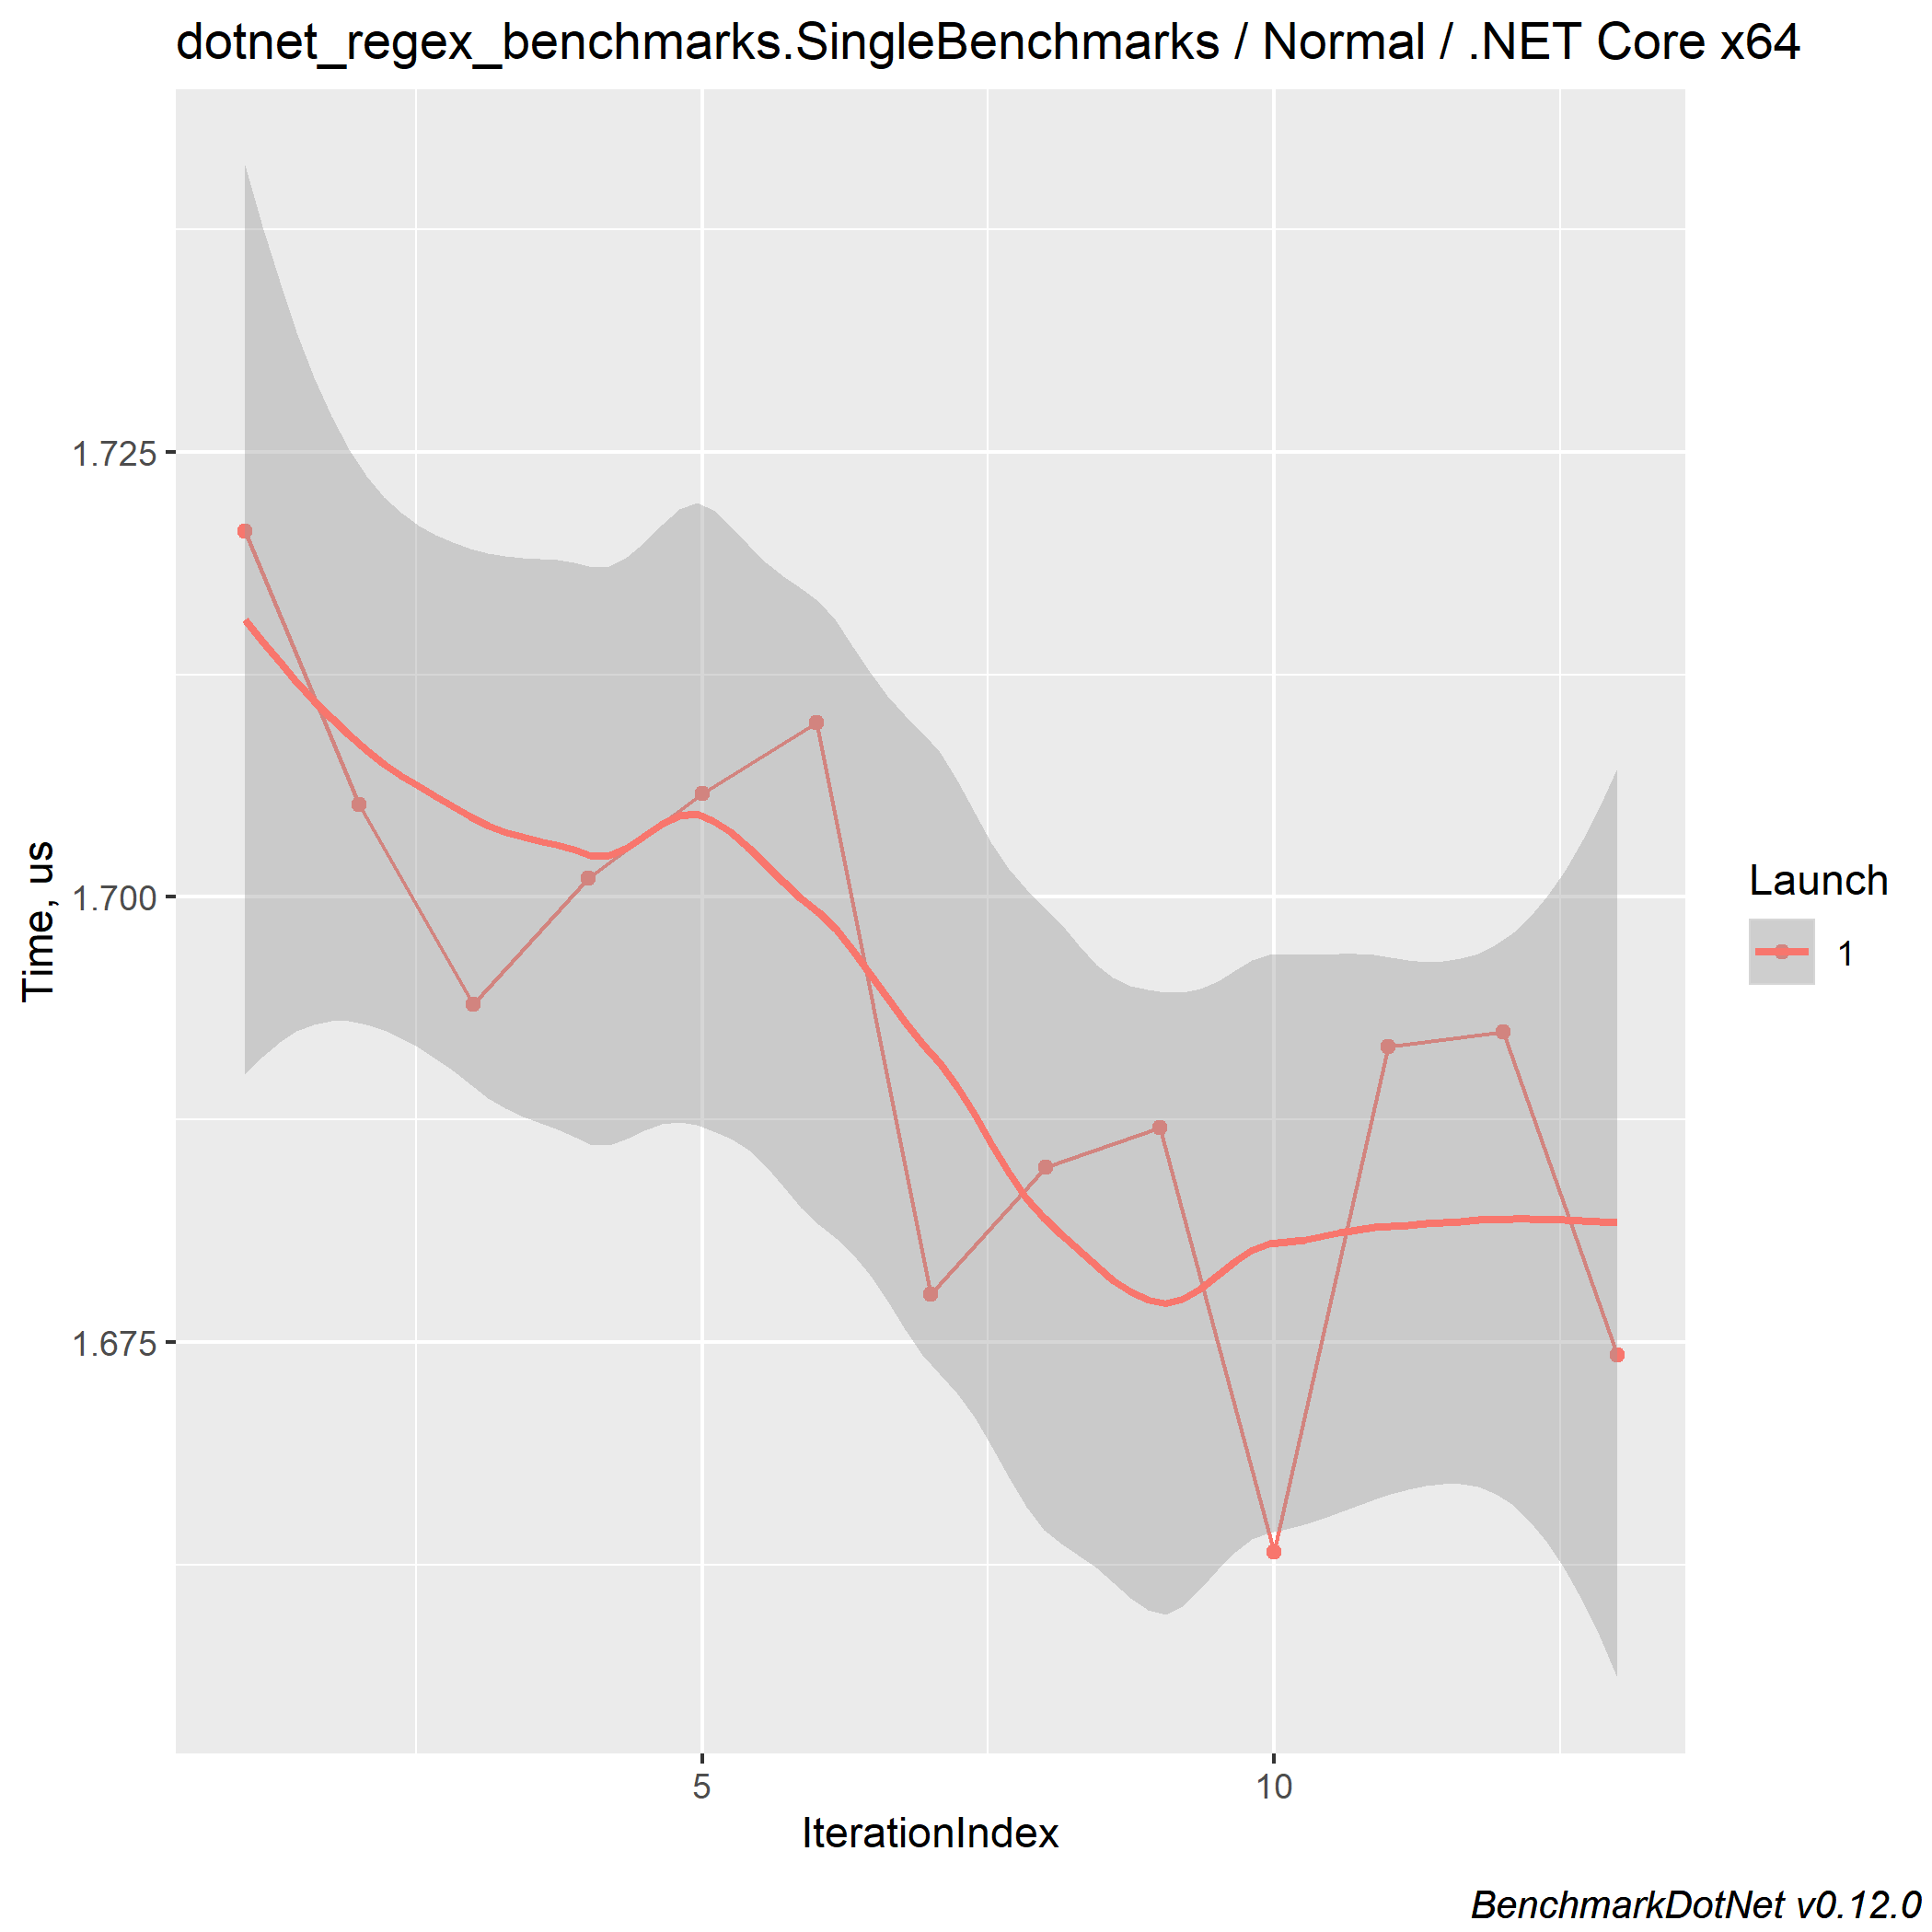 dotnet_regex_benchmarks.SingleBenchmarks / Normal / .NET Core x64
Time, us
1.725
1.700
1.675
5
10
IterationIndex
Launch
1
BenchmarkDotNet v0.12.0